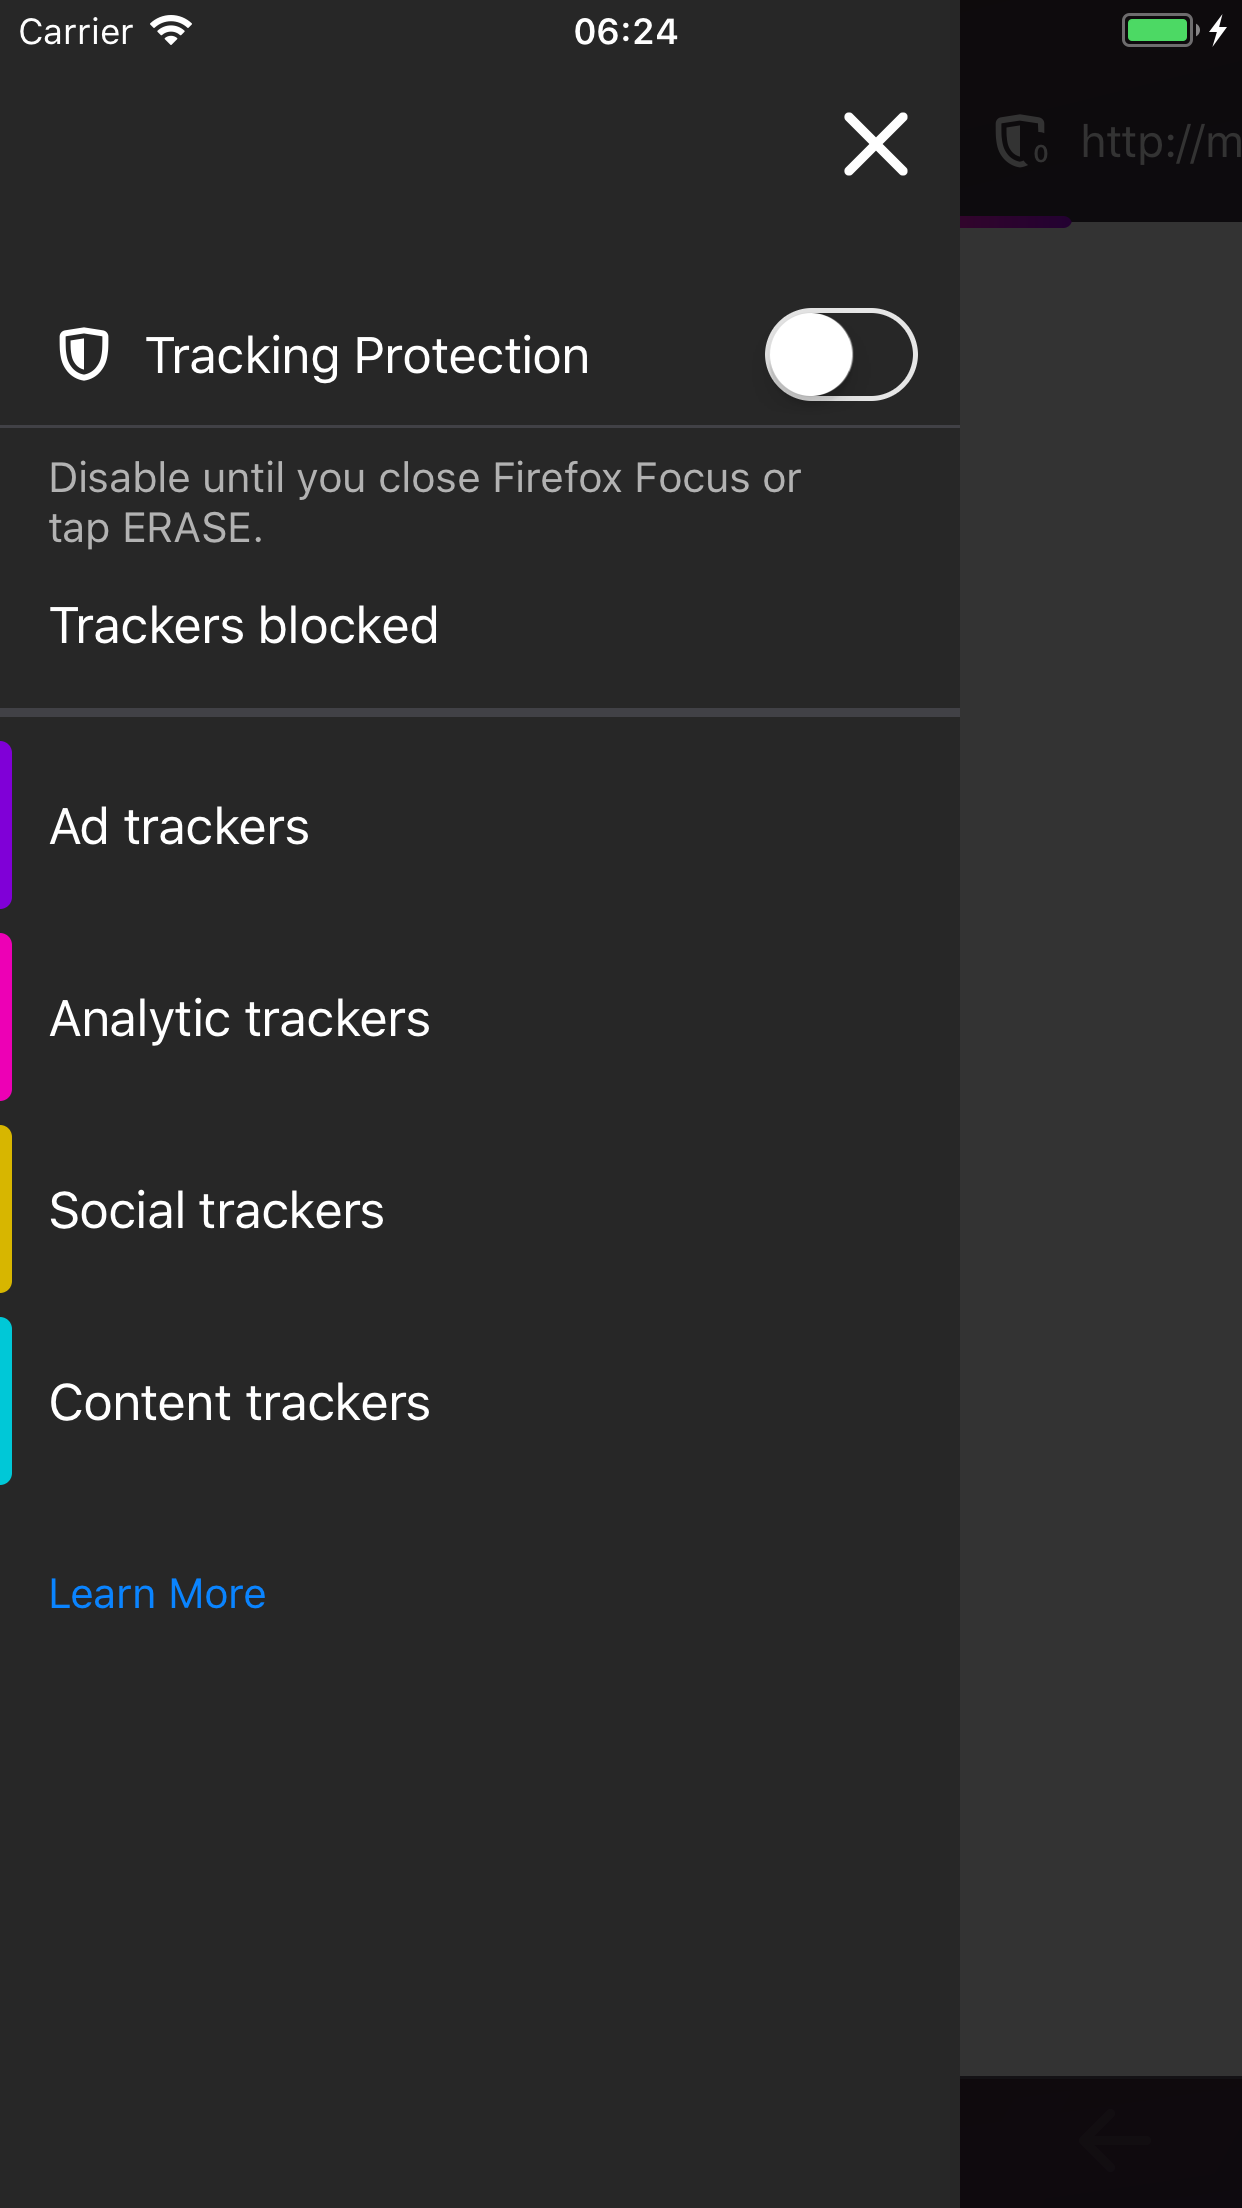 Carrier
06:24
0
http://m
Tracking Protection
Disable until you close Firefox Focus or
tap ERASE.
Trackers blocked
Ad trackers
Analytic trackers
Social trackers
Content trackers
Learn More